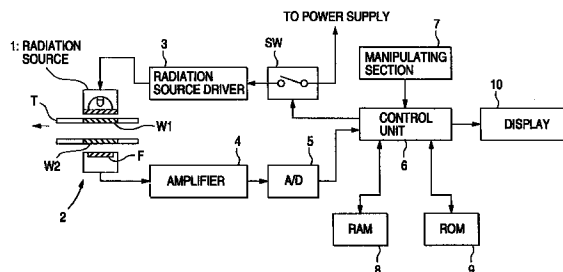 TO POWER SUPPLY
1: RADIATION
SOURCE
3
SW
7
RADIATION
SOURCE DRIVER
MANIPULATING
SECTION
10
T
W1
CONTROL
UNIT
6
DISPLAY
W2
F
4
5
AMPLIFIER
A/D
2
RAM
ROM
8
9